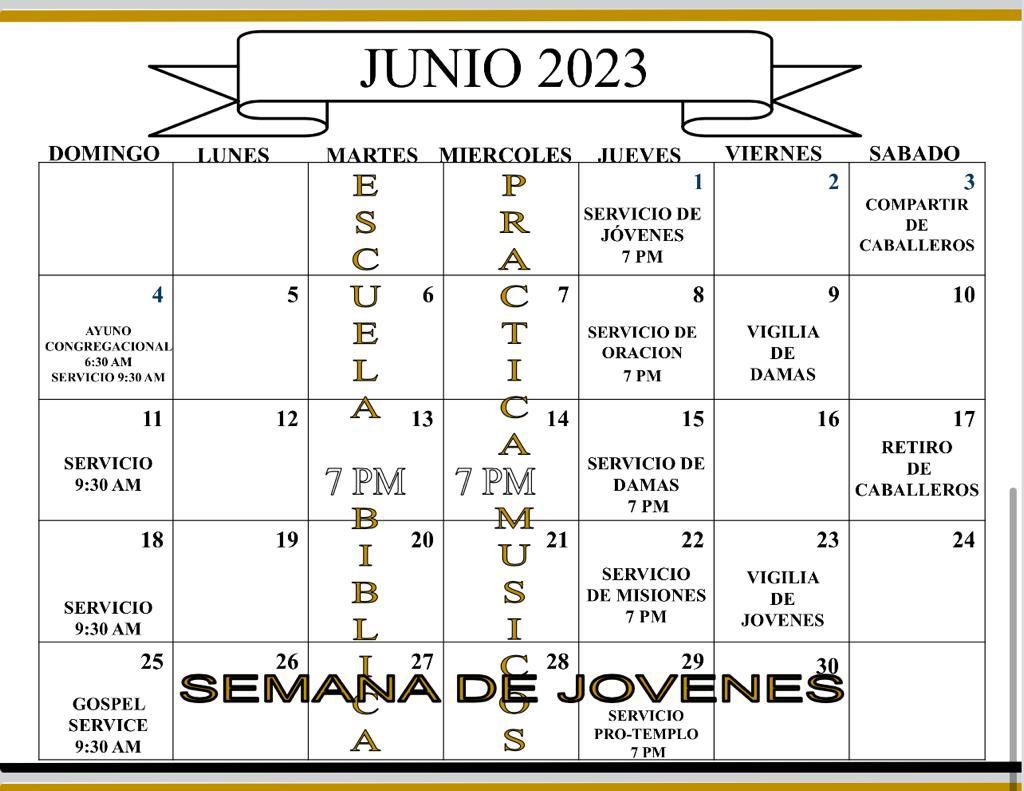 JUNIO 2023
DOMINGO LUNES MARTES MIERCOLES JUEVES VIERNES SABADO
1
SERVICIO DE
JÓVENES
7 PM
2
3
COMPARTIR
DE
CABALLEROS
4
AYUNO
CONGREGACIONAL
6:30 AM
SERVICIO 9:30 AM
5
6
7
8
SERVICIO DE
ORACION
7 PM
9
VIGILIA
DE
DAMAS
10
11
SERVICIO
9:30 AM
12
13
14
15
SERVICIO DE
DAMAS
7 PM
16
17
RETIRO
DE
CABALLEROS
18
SERVICIO
9:30 AM
19
20
21
22
SERVICIO
DE MISIONES
7 PM
23
VIGILIA
DE
JOVENES
24
25
GOSPEL
SERVICE
9:30 AM
26
27
28
29
SERVICIO
PRO-TEMPLO
7 PM
30
ESCUELA
7 PM
BIBLICA
PRACTICA
7 PM
MUSICOS
SEMANA DE JOVENES